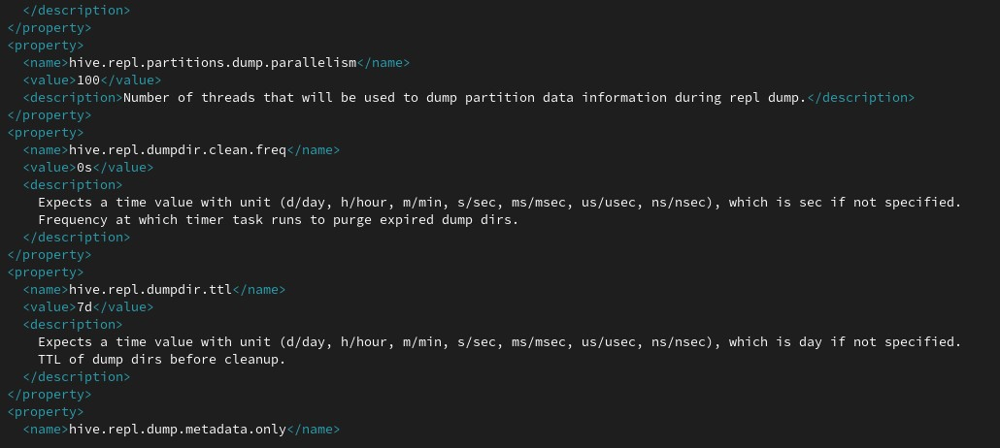 </description>
</property>
<property>
  <name>hive.repl.partitions.dump.parallelism</name>
  <value>100</value>
  <description>Number of threads that will be used to dump partition data information during repl dump.</description>
</property>
<property>
  <name>hive.repl.dumpdir.clean.freq</name>
  <value>0s</value>
  <description>
    Expects a time value with unit (d/day, h/hour, m/min, s/sec, ms/msec, us/usec, ns/nsec), which is sec if not specified.
    Frequency at which timer task runs to purge expired dump dirs.
  </description>
</property>
<property>
  <name>hive.repl.dumpdir.ttl</name>
  <value>7d</value>
  <description>
    Expects a time value with unit (d/day, h/hour, m/min, s/sec, ms/msec, us/usec, ns/nsec), which is day if not specified.
    TTL of dump dirs before cleanup.
  </description>
</property>
<property>
  <name>hive.repl.dump.metadata.only</name>